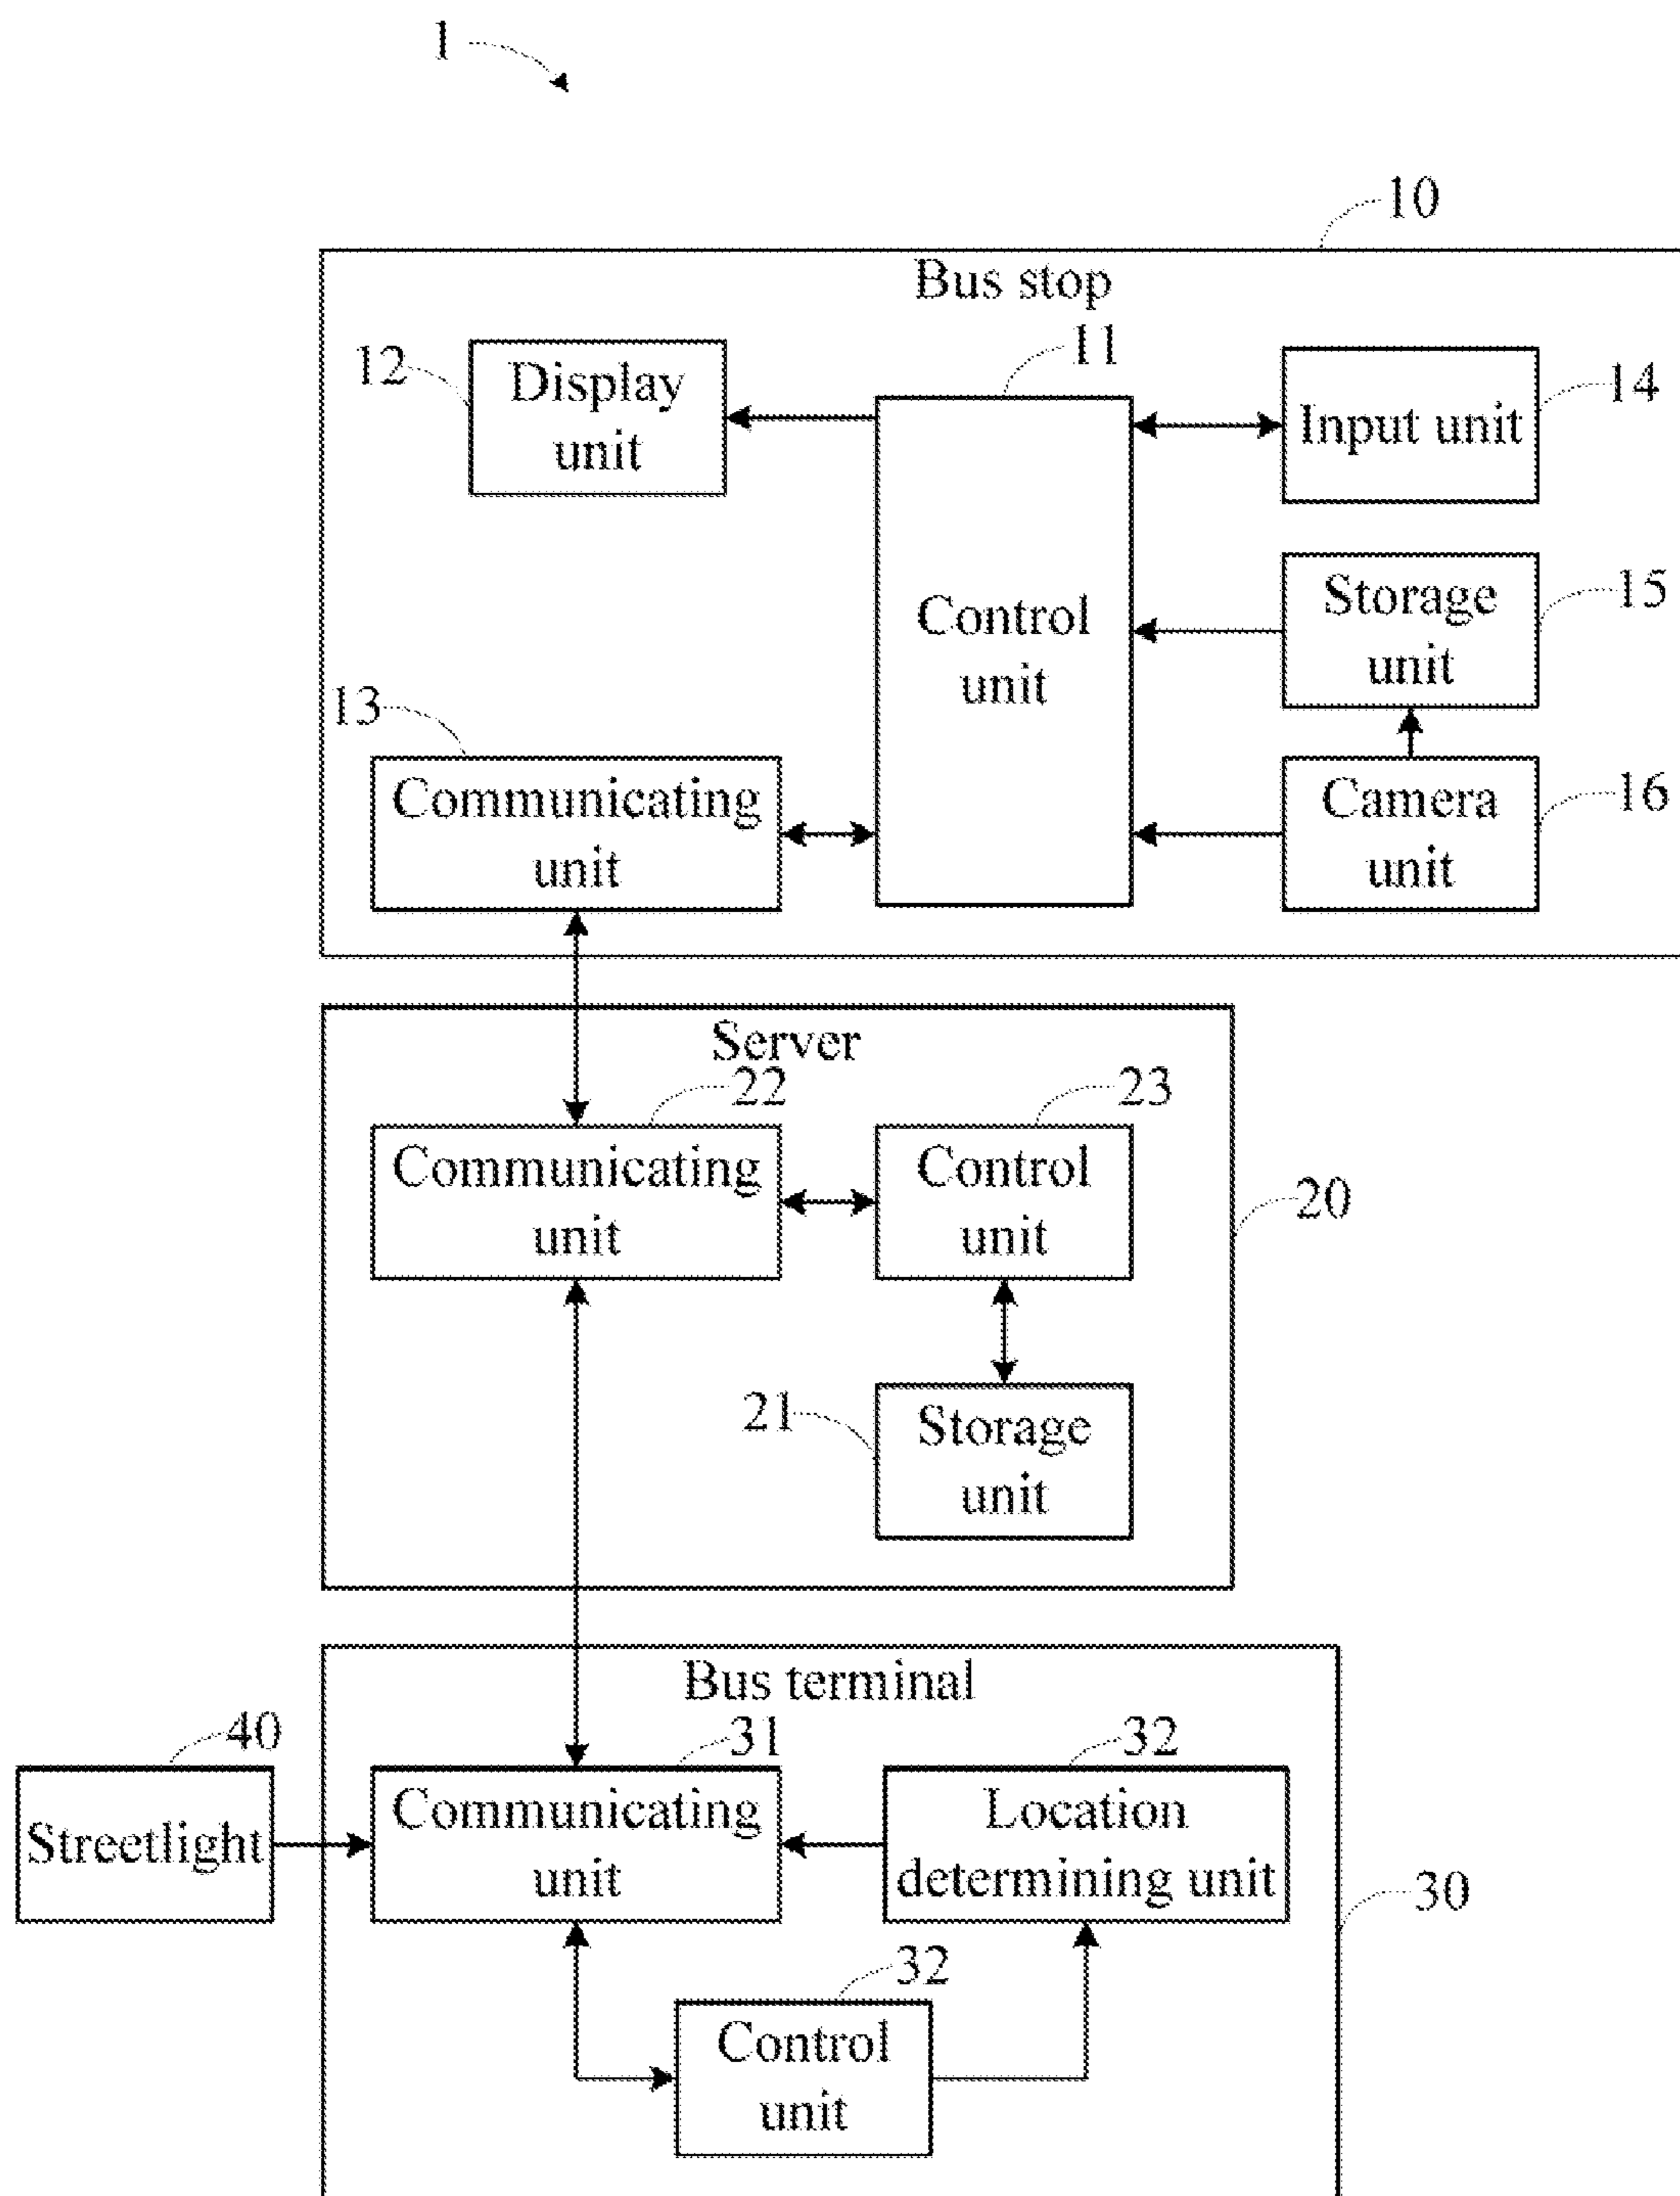 1
10
Bus stop
11
12
Display
unit
Input unit
14
Control
unit
Storage
unit
15
13
Communicating
unit
Camera
unit
16
Server
22
23
Communicating
unit
Control
unit
20
21
Storage
unit
Bus terminal
40
31
32
Streetlight
Communicating
unit
Location
determining unit
30
32
Control
unit